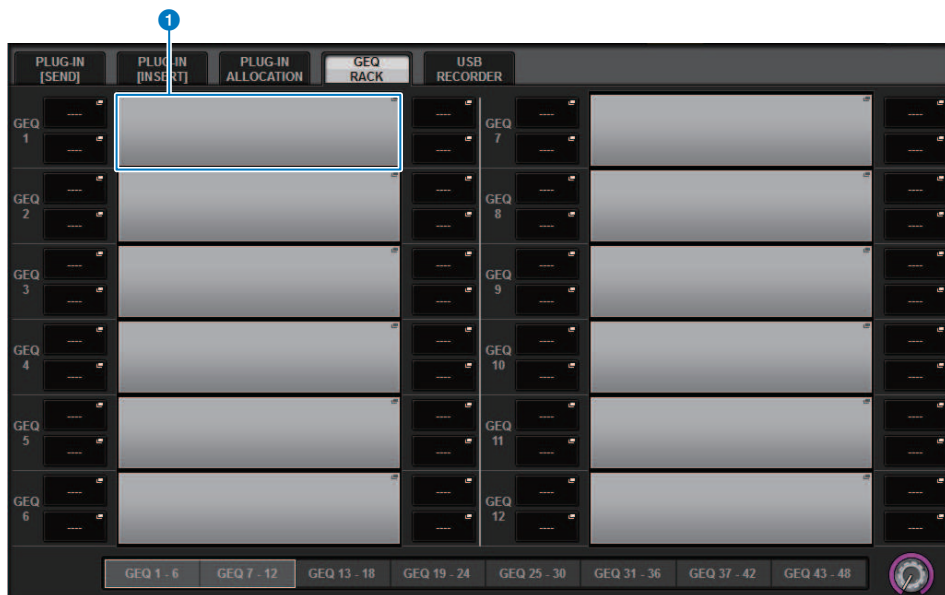 1
PLUG-IN [SEND]
PLUG-IN [INSERT]
PLUG-IN ALLOCATION
GEQ RACK
USB RECORDER
GEQ 1
----
----
----
----
GEQ 7
----
----
----
----
GEQ 2
----
----
----
----
GEQ 8
----
----
----
----
GEQ 3
----
----
----
----
GEQ 9
----
----
----
----
GEQ 4
----
----
----
----
GEQ 10
----
----
----
----
GEQ 5
----
----
----
----
GEQ 11
----
----
----
----
GEQ 6
----
----
----
----
GEQ 12
----
----
----
----
GEQ 1 - 6
GEQ 7 - 12
GEQ 13 - 18
GEQ 19 - 24
GEQ 25 - 30
GEQ 31 - 36
GEQ 37 - 42
GEQ 43 - 48